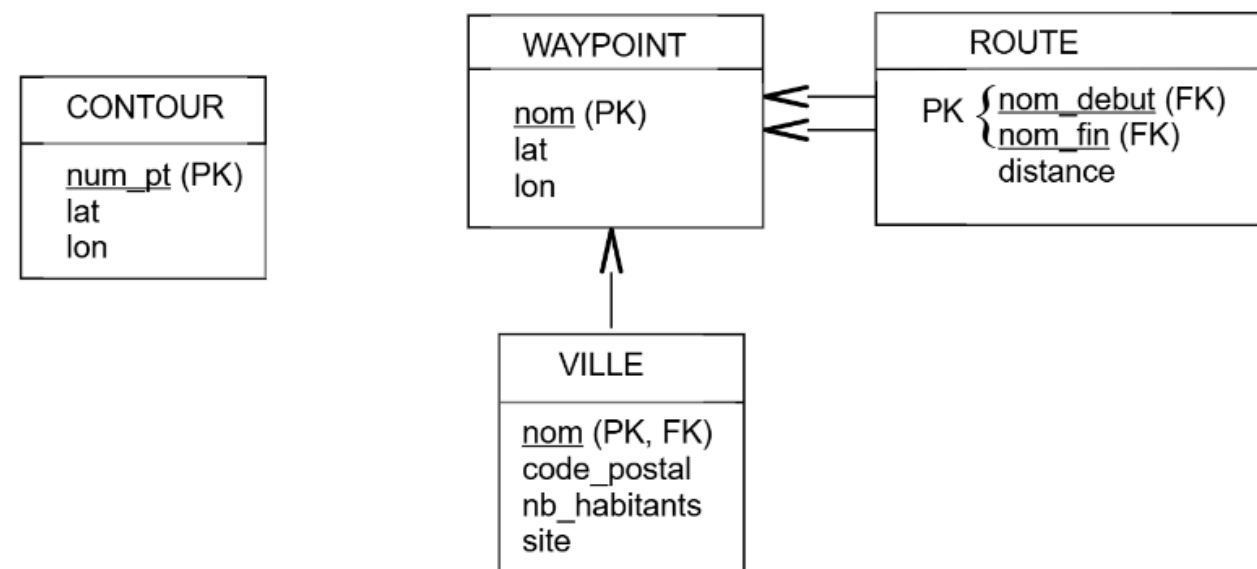 CONTOUR
num_pt (PK)
lat
lon
WAYPOINT
nom (PK)
lat
lon
ROUTE
PK { nom_debut (FK)
nom_fin (FK)
distance
VILLE
nom (PK, FK)
code_postal
nb_habitants
site